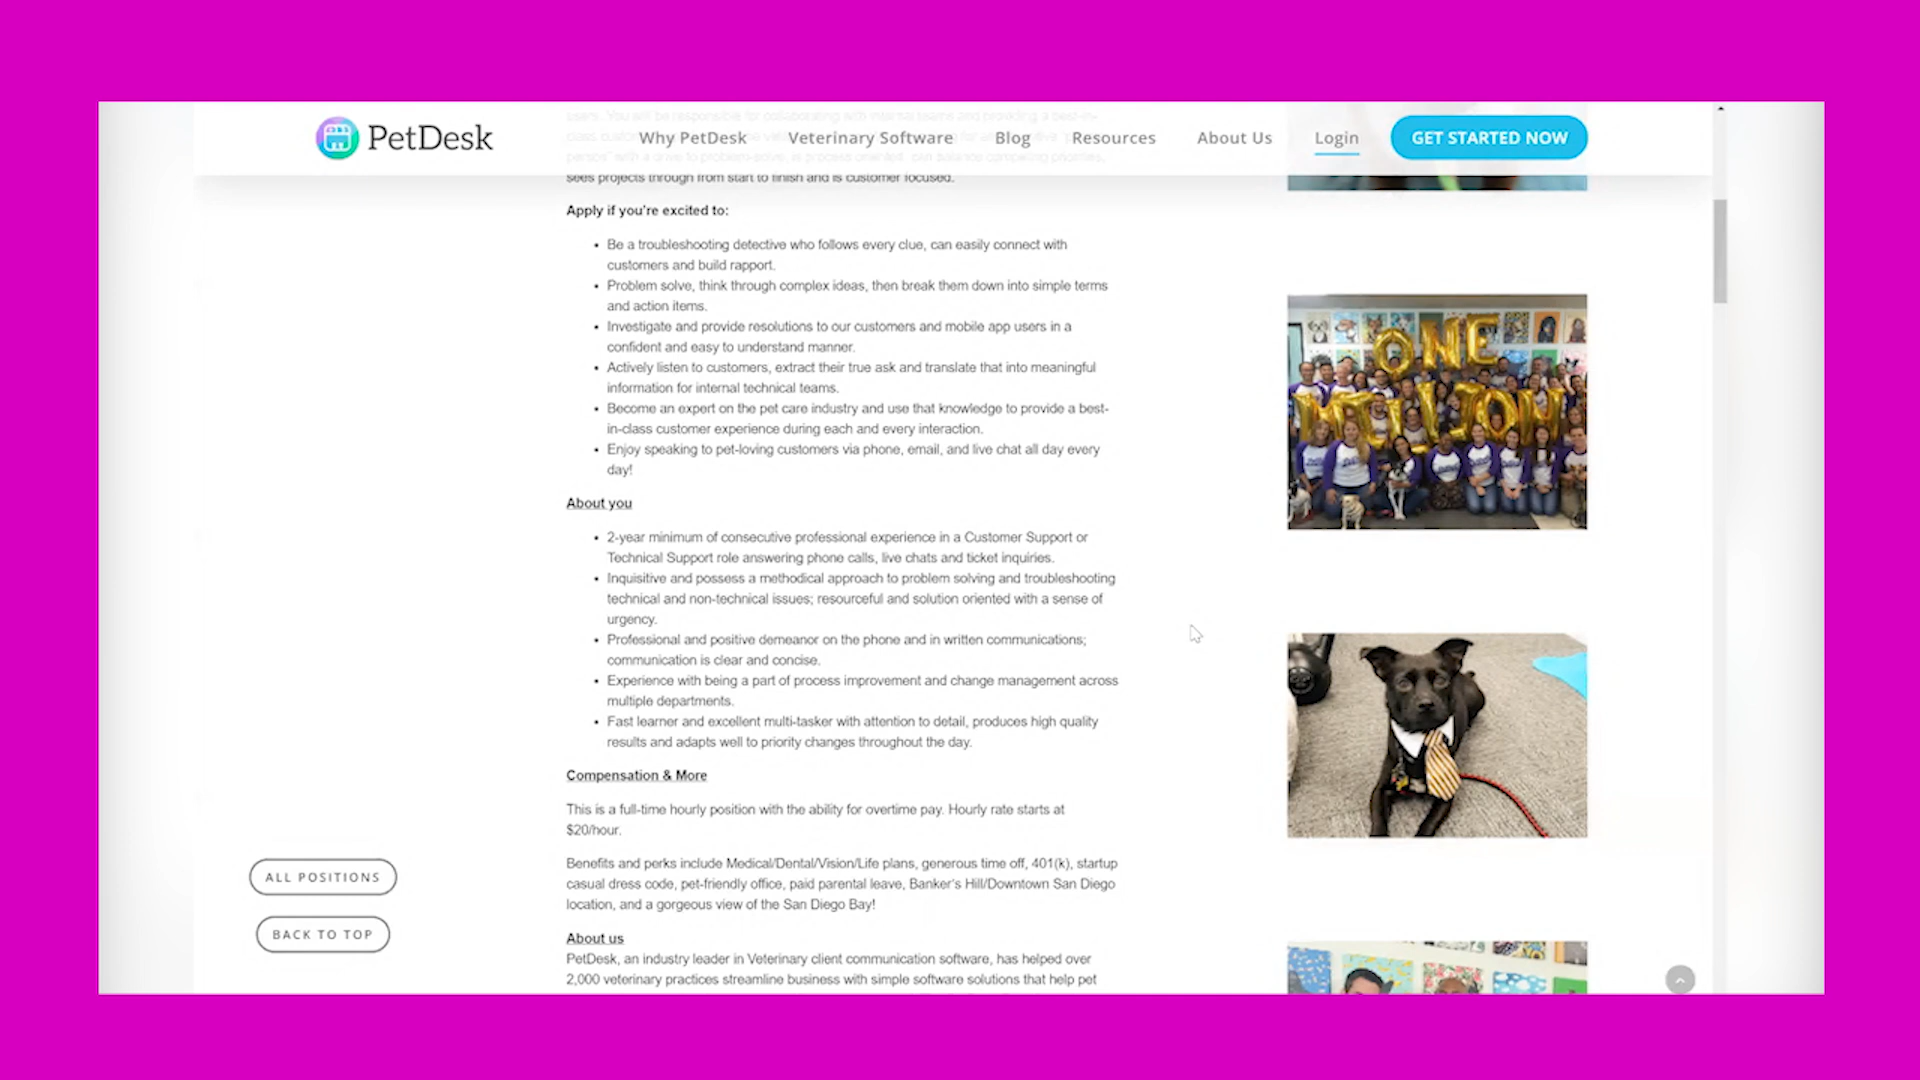 PetDesk
Why PetDesk
Veterinary Software
Blog
Resources
About Us
Login
GET STARTED NOW
sees projects through from start to finish and is customer focused.
Apply if you're excited to:
• Be a troubleshooting detective who follows every clue, can easily connect with
customers and build rapport.
• Problem solve, think through complex ideas, then break them down into simple terms
and action items.
• Investigate and provide resolutions to our customers and mobile app users in a
confident and easy to understand manner.
• Actively listen to customers, extract their true ask and translate that into meaningful
information for internal technical teams.
• Become an expert on the pet care industry and use that knowledge to provide a best-
in-class customer experience during each and every interaction.
• Enjoy speaking to pet-loving customers via phone, email, and live chat all day every
day!
About you
• 2-year minimum of consecutive professional experience in a Customer Support or
Technical Support role answering phone calls, live chats and ticket inquiries.
• Inquisitive and possess a methodical approach to problem solving and troubleshooting
technical and non-technical issues; resourceful and solution oriented with a sense of
urgency.
• Professional and positive demeanor on the phone and in written communications;
communication is clear and concise.
• Experience with being a part of process improvement and change management across
multiple departments.
• Fast learner and excellent multi-tasker with attention to detail, produces high quality
results and adapts well to priority changes throughout the day.
Compensation & More
This is a full-time hourly position with the ability for overtime pay. Hourly rate starts at
$20/hour.
Benefits and perks include Medical/Dental/Vision/Life plans, generous time off, 401(k), startup
casual dress code, pet-friendly office, paid parental leave, Banker's Hill/Downtown San Diego
location, and a gorgeous view of the San Diego Bay!
About us
PetDesk, an industry leader in Veterinary client communication software, has helped over
2,000 veterinary practices streamline business with simple software solutions that help pet
ALL POSITIONS
BACK TO TOP
ONE
MILLION